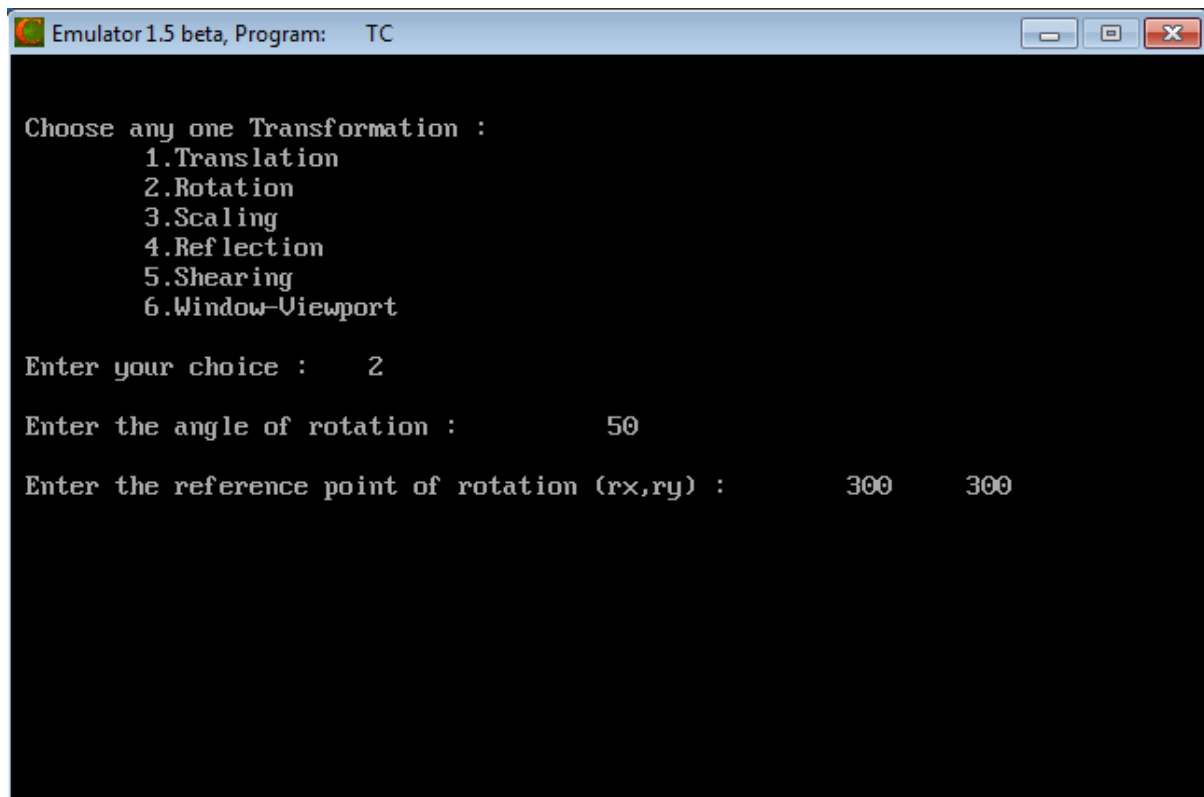 Emulator 1.5 beta, Program: TC
Choose any one Transformation :
1.Translation
2.Rotation
3.Scaling
4.Reflection
5.Shearing
6.Window-Viewport
Enter your choice : 2
Enter the angle of rotation : 50
Enter the reference point of rotation (rx,ry) : 300 300